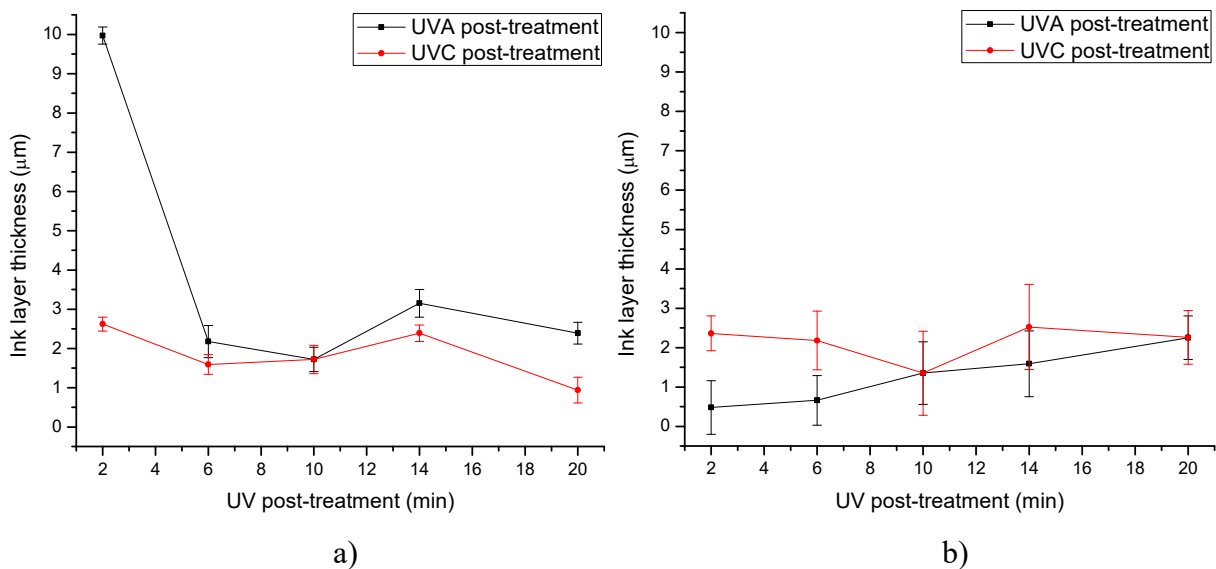 UVA post-treatment
UVC post-treatment
10
9
8
7
6
5
4
3
2
1
0
Ink layer thickness (μm)
2 4 6 8 10 12 14 16 18 20
UV post-treatment (min)
a)
UVA post-treatment
UVC post-treatment
10
9
8
7
6
5
4
3
2
1
0
Ink layer thickness (μm)
2 4 6 8 10 12 14 16 18 20
UV post-treatment (min)
b)